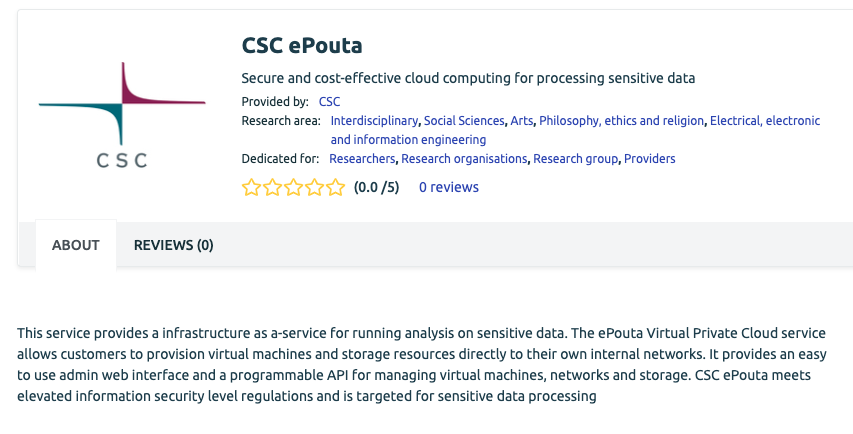 CSC ePouta
Secure and cost-effective cloud computing for processing sensitive data
Provided by: CSC
Research area: Interdisciplinary, Social Sciences, Arts, Philosophy, ethics and religion, Electrical, electronic
and information engineering
Dedicated for: Researchers, Research organisations, Research group, Providers
(0.0 /5) 0 reviews
CSC
ABOUT REVIEWS (0)
This service provides a infrastructure as a-service for running analysis on sensitive data. The ePouta Virtual Private Cloud service
allows customers to provision virtual machines and storage resources directly to their own internal networks. It provides an easy
to use admin web interface and a programmable API for managing virtual machines, networks and storage. CSC ePouta meets
elevated information security level regulations and is targeted for sensitive data processing